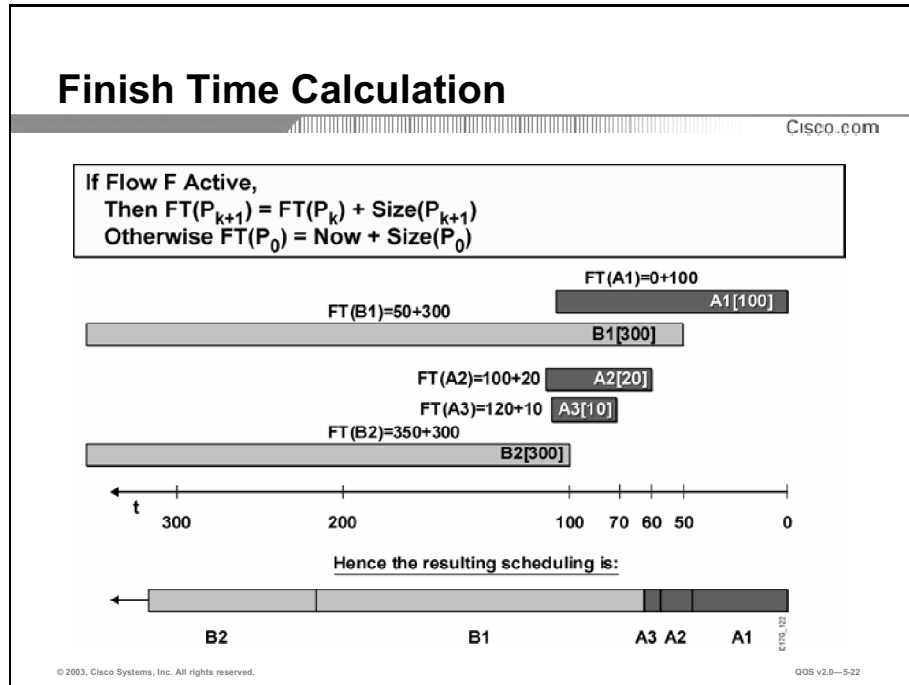 Finish Time Calculation
Cisco.com
If Flow F Active,
Then FT(Pk+1) = FT(Pk) + Size(Pk+1)
Otherwise FT(P0) = Now + Size(P0)
FT(A1)=0+100
A1[100]
FT(B1)=50+300
B1[300]
FT(A2)=100+20 A2[20]
FT(A3)=120+10 A3[10]
FT(B2)=350+300
B2[300]
t
300 200 100 70 60 50 0
Hence the resulting scheduling is:
B2 B1 A3 A2 A1
© 2003, Cisco Systems, Inc. All rights reserved.
QOS v2.0—5-22